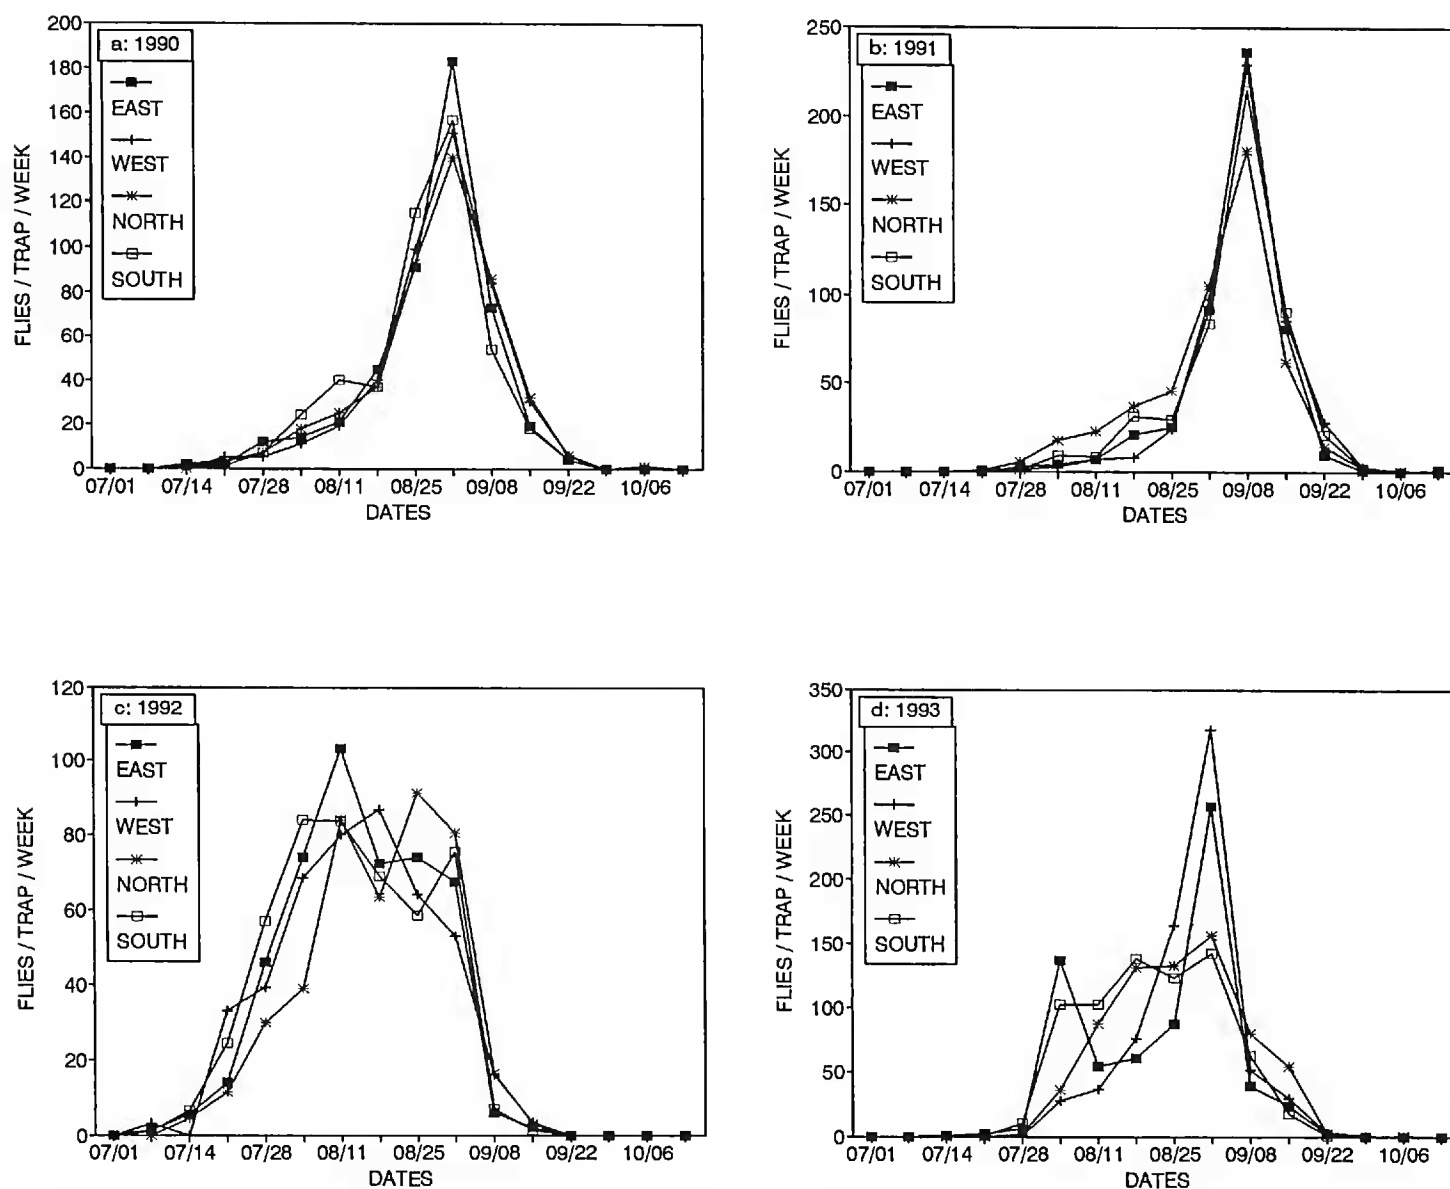 a: 1990
EAST
WEST
NORTH
SOUTH
200
180
160
140
120
100
80
60
40
20
0
FLIES / TRAP / WEEK
07/01 07/14 07/28 08/11 08/25 09/08 09/22 10/06
DATES
b: 1991
EAST
WEST
NORTH
SOUTH
250
200
150
100
50
0
FLIES / TRAP / WEEK
07/01 07/14 07/28 08/11 08/25 09/08 09/22 10/06
DATES
c: 1992
EAST
WEST
NORTH
SOUTH
120
100
80
60
40
20
0
FLIES / TRAP / WEEK
07/01 07/14 07/28 08/11 08/25 09/08 09/22 10/06
DATES
d: 1993
EAST
WEST
NORTH
SOUTH
350
300
250
200
150
100
50
0
FLIES / TRAP / WEEK
07/01 07/14 07/28 08/11 08/25 09/08 09/22 10/06
DATES